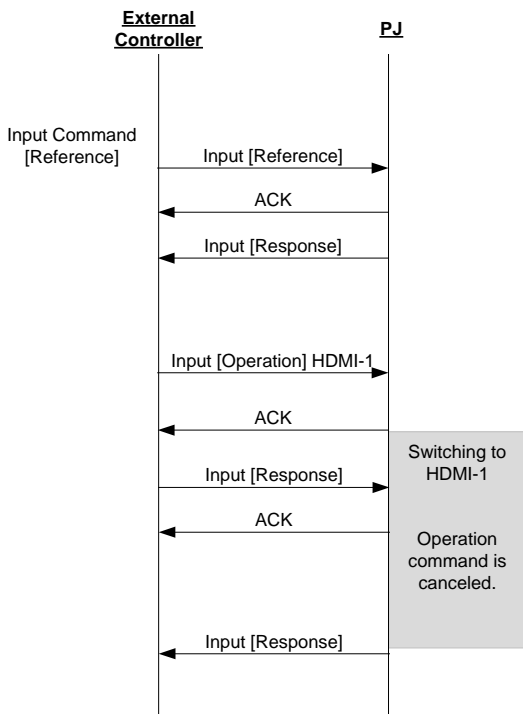 External
Controller
PJ
Input Command
[Reference]
Input [Reference]
ACK
Input [Response]
Input [Operation] HDMI-1
ACK
Switching to
HDMI-1
Input [Response]
ACK
Operation
command is
canceled.
Input [Response]